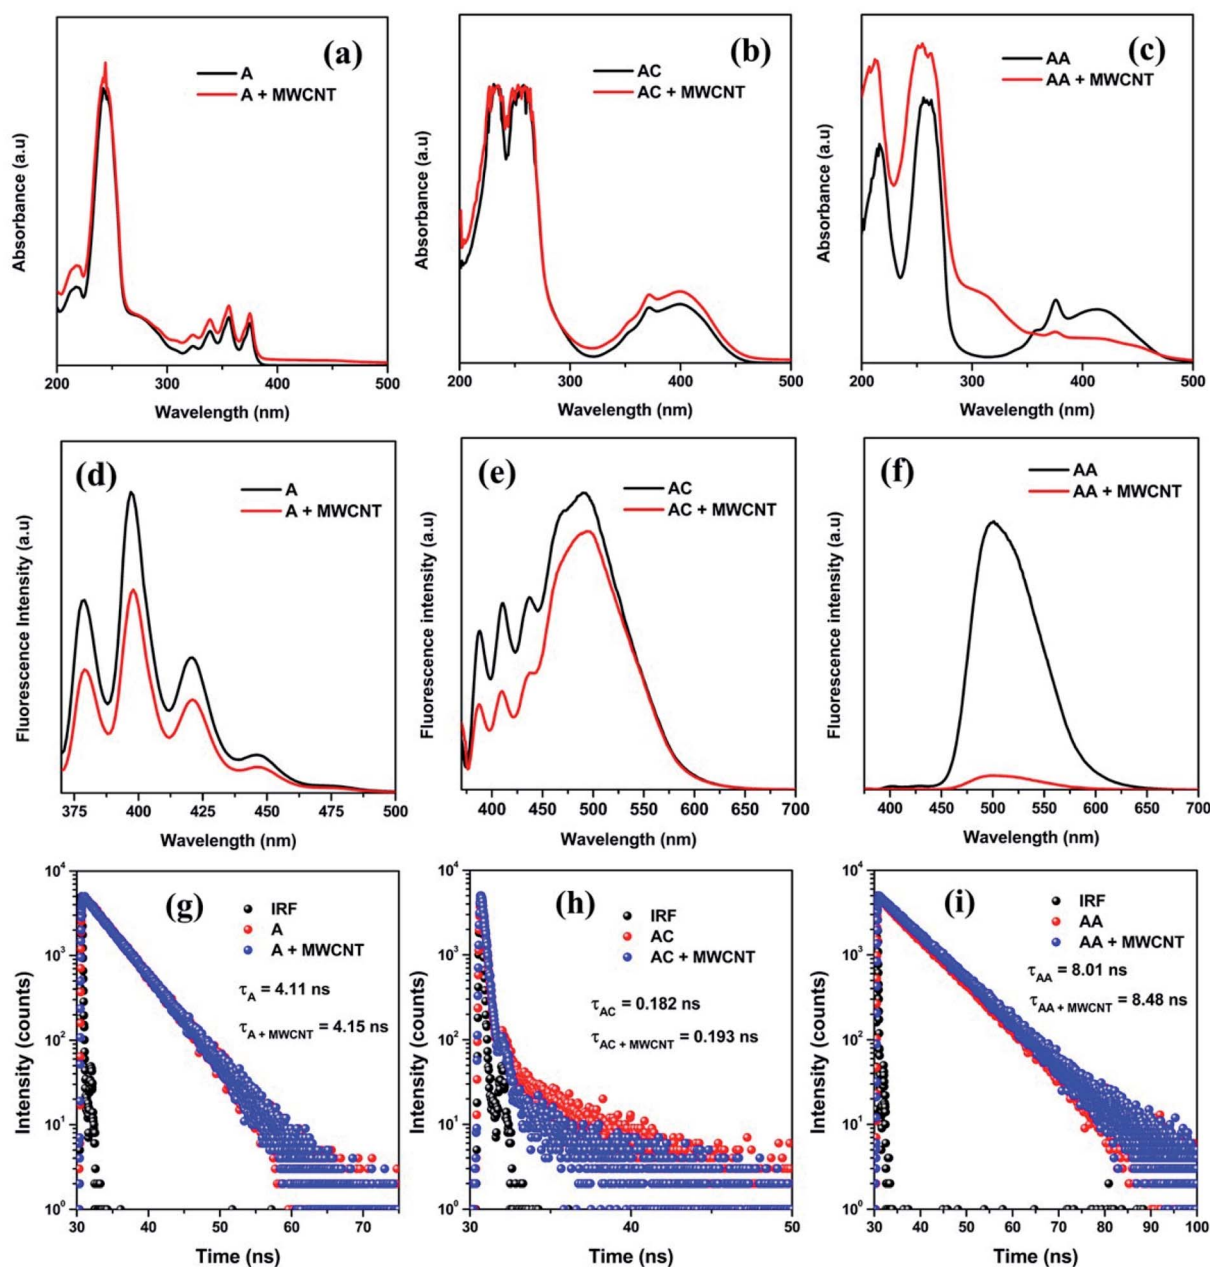 (a)
A
A + MWCNT
Absorbance (a.u)
200 300 400 500
Wavelength (nm)
(b)
AC
AC + MWCNT
Absorbance (a.u)
200 300 400 500
Wavelength (nm)
(c)
AA
AA + MWCNT
Absorbance (a.u)
200 300 400 500
Wavelength (nm)
(d)
A
A + MWCNT
Fluorescence Intensity (a.u)
375 400 425 450 475 500
Wavelength (nm)
(e)
AC
AC + MWCNT
Fluorescence intensity (a.u)
400 450 500 550 600 650 700
Wavelength (nm)
(f)
AA
AA + MWCNT
Fluorescence intensity (a.u)
400 450 500 550 600 650 700
Wavelength (nm)
(g)
IRF
A
A + MWCNT
τA = 4.11 ns
τA + MWCNT = 4.15 ns
Intensity (counts)
10^4
10^3
10^2
10^1
10^0
30 40 50 60 70
Time (ns)
(h)
IRF
AC
AC + MWCNT
τAC = 0.182 ns
τAC + MWCNT = 0.193 ns
Intensity (counts)
10^4
10^3
10^2
10^1
10^0
30 40 50
Time (ns)
(i)
IRF
AA
AA + MWCNT
τAA = 8.01 ns
τAA + MWCNT = 8.48 ns
Intensity (counts)
10^4
10^3
10^2
10^1
10^0
30 40 50 60 70 80 90 100
Time (ns)